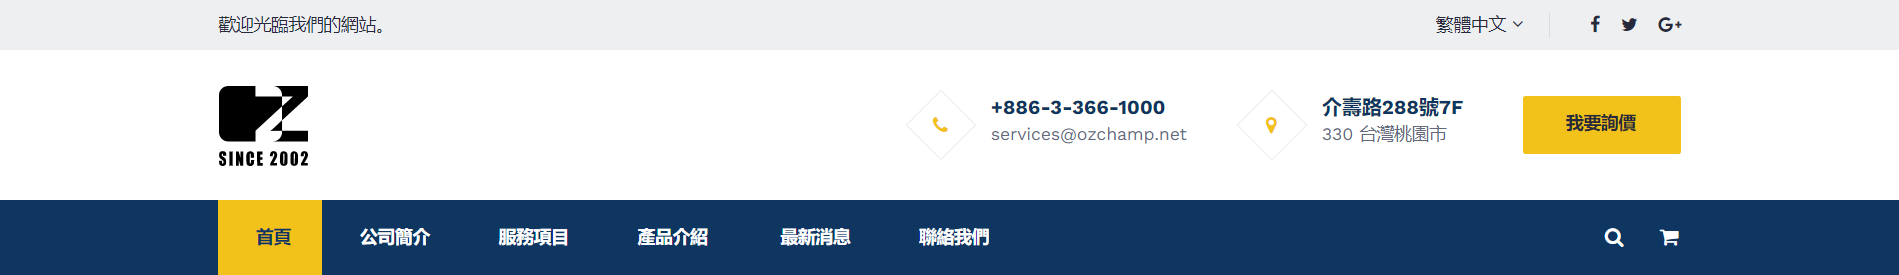 歡迎光臨我們的網站。
繁體中文
+886-3-366-1000
services@ozchamp.net
介壽路288號7F
330 台灣桃園市
我要詢價
OZ
SINCE 2002
首頁 公司簡介 服務項目 產品介紹 最新消息 聯絡我們